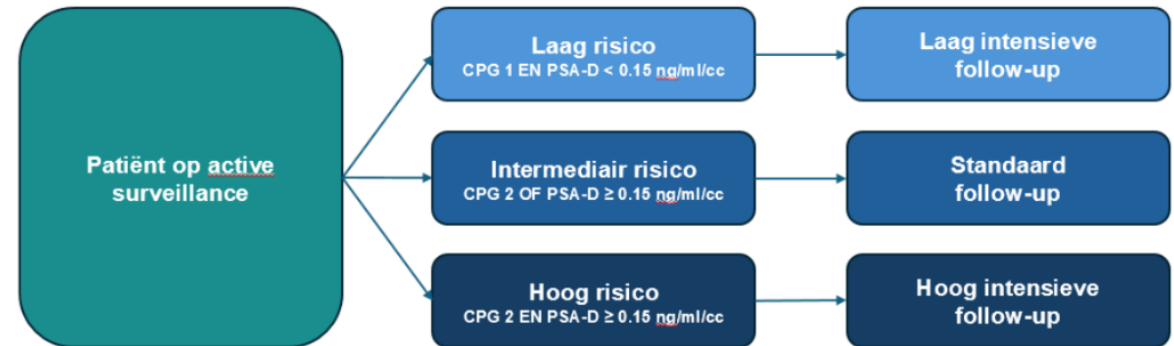 Patiënt op active
surveillance
Laag risico
CPG 1 EN PSA-D < 0.15 ng/ml/cc
Laag intensieve
follow-up
Intermediair risico
CPG 2 OF PSA-D ≥ 0.15 ng/ml/cc
Standaard
follow-up
Hoog risico
CPG 2 EN PSA-D ≥ 0.15 ng/ml/cc
Hoog intensieve
follow-up